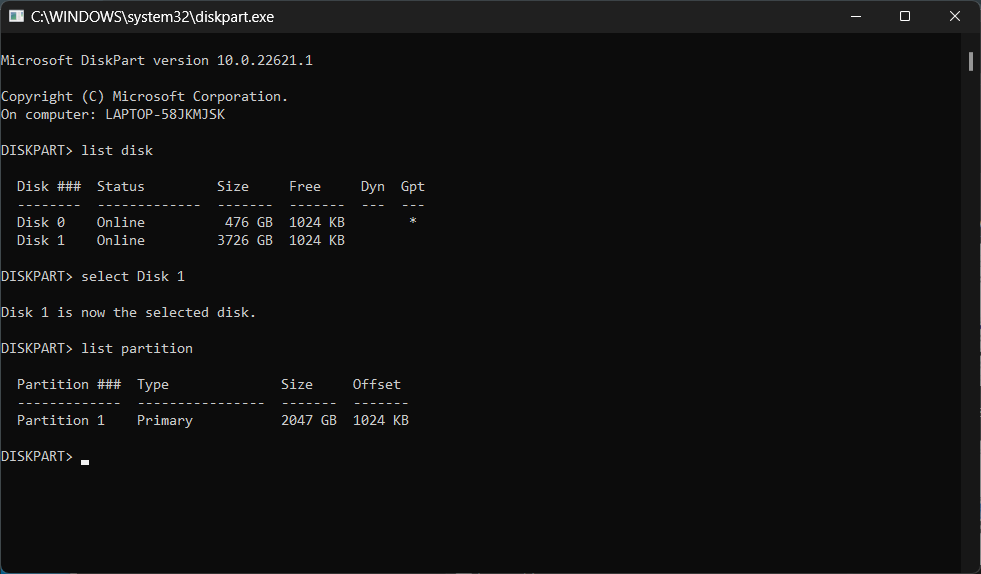 C:\WINDOWS\system32\diskpart.exe
Microsoft DiskPart version 10.0.22621.1
Copyright (C) Microsoft Corporation.
On computer: LAPTOP-58JKMJSK
DISKPART> list disk
  Disk ###  Status         Size     Free     Dyn  Gpt
  --------  -------------  -------  -------  ---  ---
  Disk 0    Online          476 GB  1024 KB        *
  Disk 1    Online         3726 GB  1024 KB
DISKPART> select Disk 1
Disk 1 is now the selected disk.
DISKPART> list partition
  Partition ###  Type              Size     Offset
  -------------  ----------------  -------  -------
  Partition 1    Primary           2047 GB  1024 KB
DISKPART>